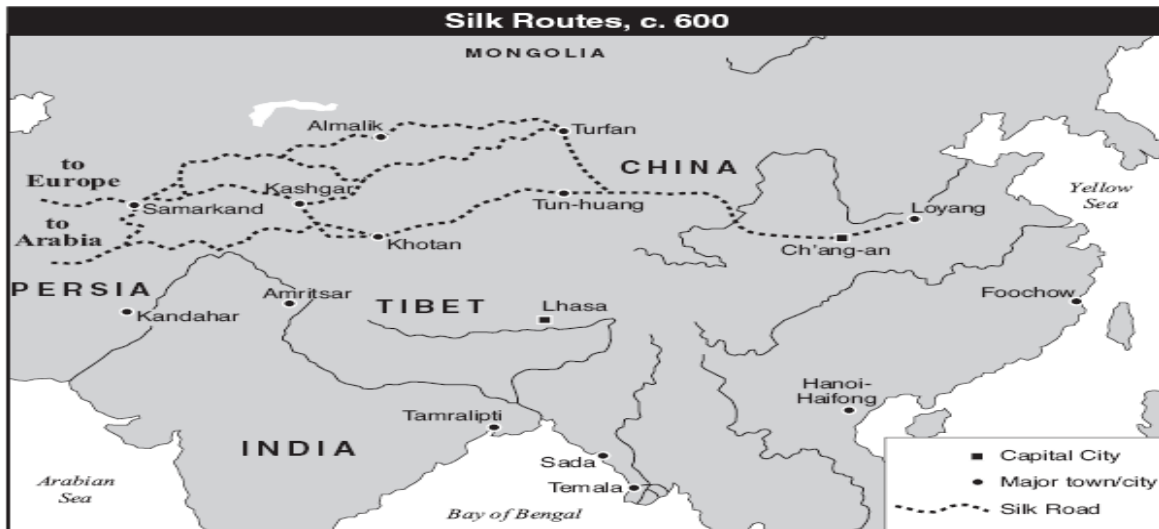 Silk Routes, c. 600
MONGOLIA
Almalik
Turfan
CHINA
to
Europe
Kashgar
Samarkand
Tun-huang
Yellow
Sea
Loyang
to
Arabia
Khotan
Ch'ang-an
PERSIA
Amritsar
TIBET
Lhasa
Foochow
Kandahar
Hanoi-
Haifong
Tamralipti
INDIA
Sada
Temala
Arabian
Sea
Bay of Bengal
Capital City
Major town/city
Silk Road